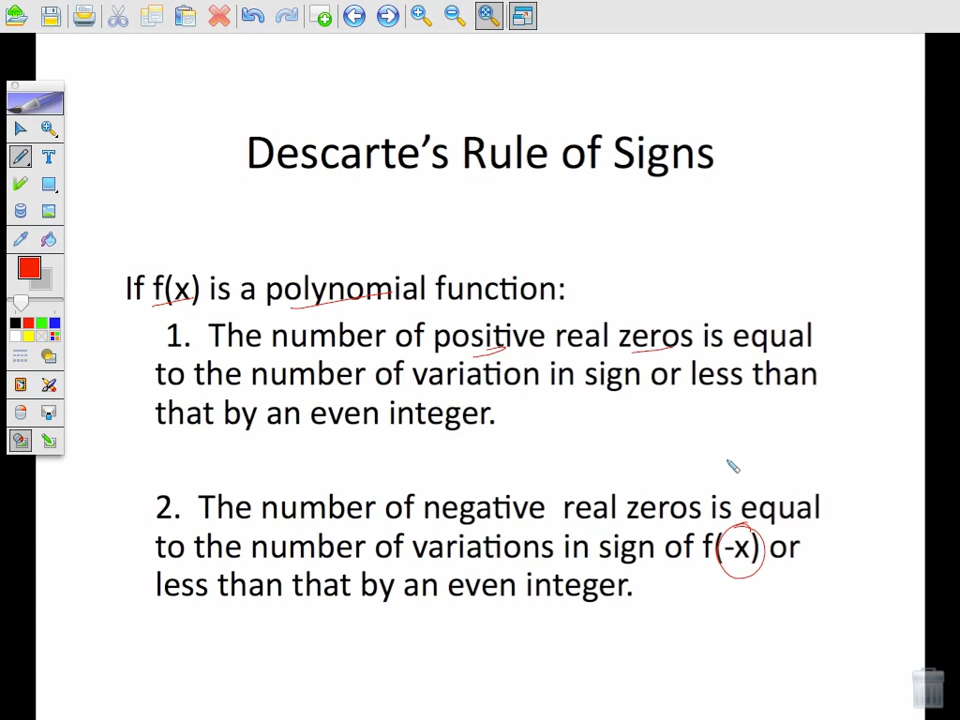 Descarte's Rule of Signs
If f(x) is a polynomial function:
1. The number of positive real zeros is equal
to the number of variation in sign or less than
that by an even integer.
2. The number of negative real zeros is equal
to the number of variations in sign of f(-x) or
less than that by an even integer.